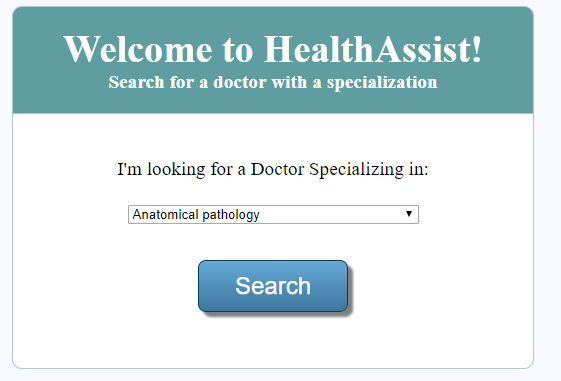 Welcome to HealthAssist!
Search for a doctor with a specialization
I'm looking for a Doctor Specializing in:
Anatomical pathology
Search